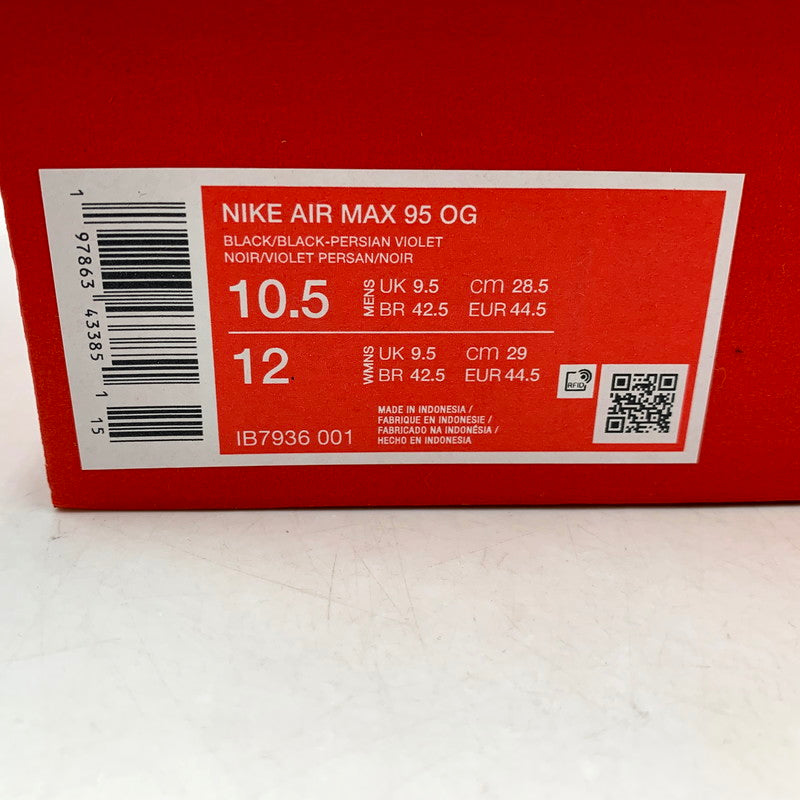 NIKE AIR MAX 95 OG
BLACK/BLACK-PERSIAN VIOLET
NOIR/VIOLET PERSAN/NOIR
10.5 MENS UK 9.5 cm 28.5
BR 42.5 EUR 44.5
12 WMNS UK 9.5 cm 29
BR 42.5 EUR 44.5
RFID
IB7936 001
MADE IN INDONESIA /
FABRIQUE EN INDONESIE /
FABRICADO NA INDONÉSIA /
HECHO EN INDONESIA
1 97863 43385 1 15